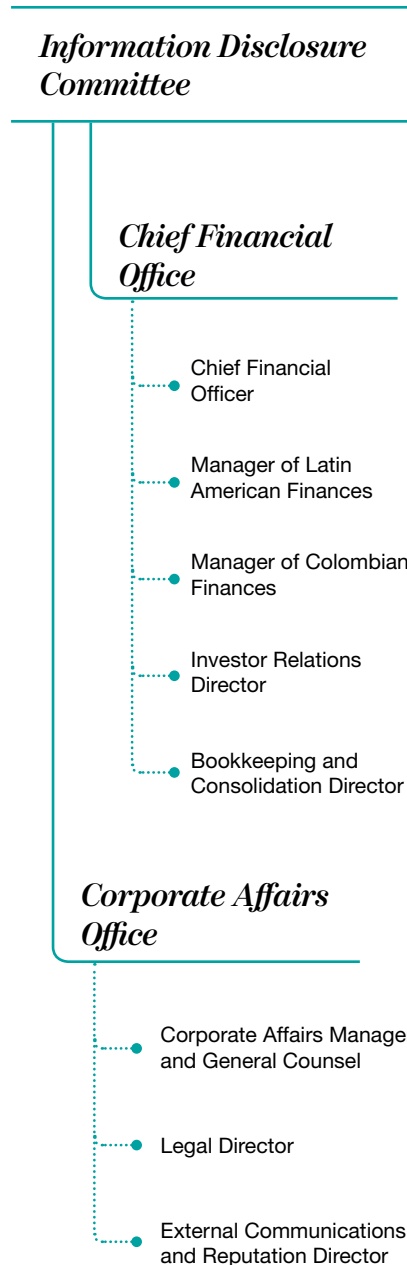 Information Disclosure
Committee
Chief Financial
Office
Chief Financial
Officer
Manager of Latin
American Finances
Manager of Colombian
Finances
Investor Relations
Director
Bookkeeping and
Consolidation Director
Corporate Affairs
Office
Corporate Affairs Manage
and General Counsel
Legal Director
External Communications
and Reputation Director